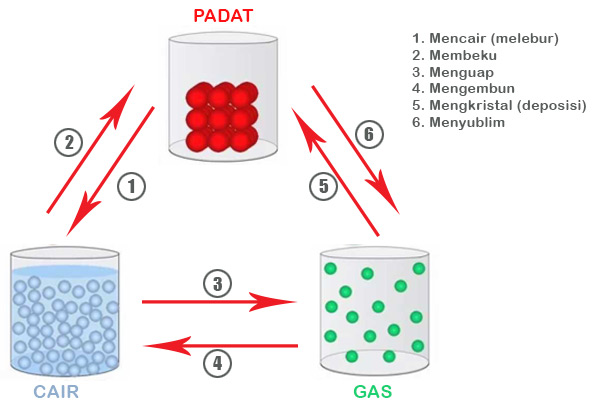 PADAT
1. Mencair (melebur)
2. Membeku
3. Menguap
4. Mengembun
5. Mengkristal (deposisi)
6. Menyublim
2
1
6
5
3
4
CAIR
GAS